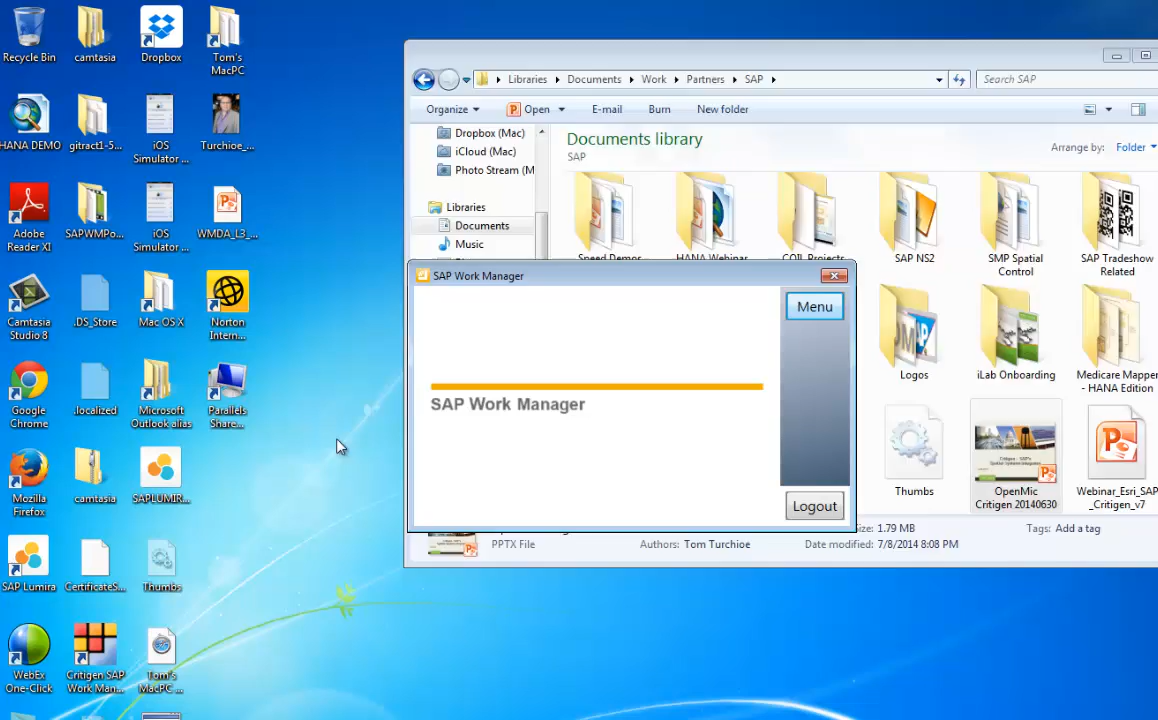 Recycle Bin
camtasia
Dropbox
Tom's
MacPC
HANA DEMO
gitract1-5...
iOS
Simulator ...
Turchioe_...
Adobe
Reader XI
SAPWMPo...
iOS
Simulator ...
WMDA_L3_...
Camtasia
Studio 8
.DS_Store
Mac OS X
Norton
Intern...
Google
Chrome
.localized
Microsoft
Outlook alias
Parallels
Share...
Mozilla
Firefox
camtasia
SAPLUMIR...
SAP Lumira
CertificateS...
Thumbs
WebEx
One-Click
Critigen SAP
Work Man...
Tom's
MacPC ...
Libraries
Documents
Work
Partners
SAP
Search SAP
Organize
Open
E-mail
Burn
New folder
Dropbox (Mac)
iCloud (Mac)
Photo Stream (M
Libraries
Documents
Music
Documents library
SAP
Arrange by:
Folder
Speed Demos
HANA Webinar
COIL Projects
SAP NS2
SMP Spatial
Control
SAP Tradeshow
Related
Logos
iLab Onboarding
Medicare Mapper
- HANA Edition
Thumbs
OpenMic
Critigen 20140630
Webinar_Esri_SAP
_Critigen_v7
SAP Work Manager
Menu
SAP Work Manager
Logout
Size: 1.79 MB
Tags: Add a tag
PPTX File
Authors: Tom Turchioe
Date modified: 7/8/2014 8:08 PM